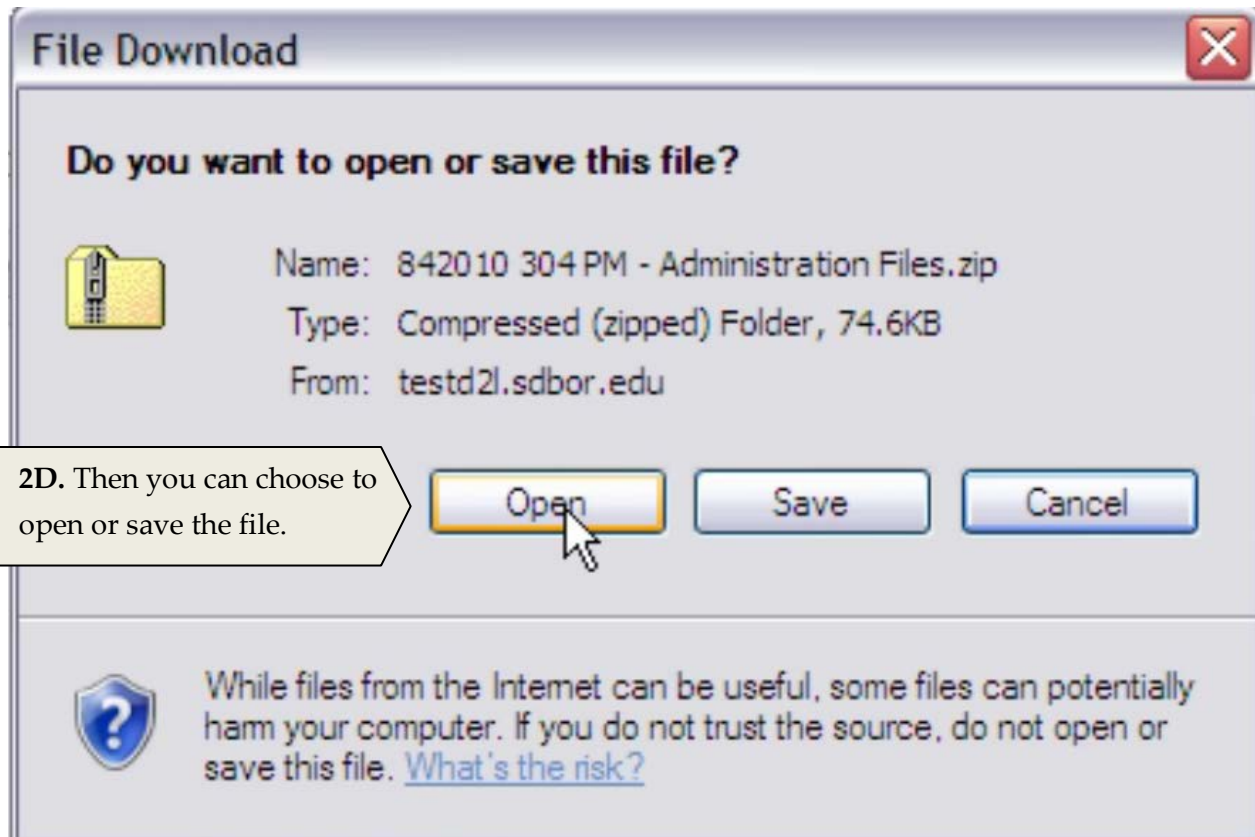 File Download
Do you want to open or save this file?
Name: 842010 304 PM - Administration Files.zip
Type: Compressed (zipped) Folder, 74.6KB
From: testd2l.sdbor.edu
2D. Then you can choose to
open or save the file.
Open
Save
Cancel
While files from the Internet can be useful, some files can potentially
harm your computer. If you do not trust the source, do not open or
save this file. What's the risk?